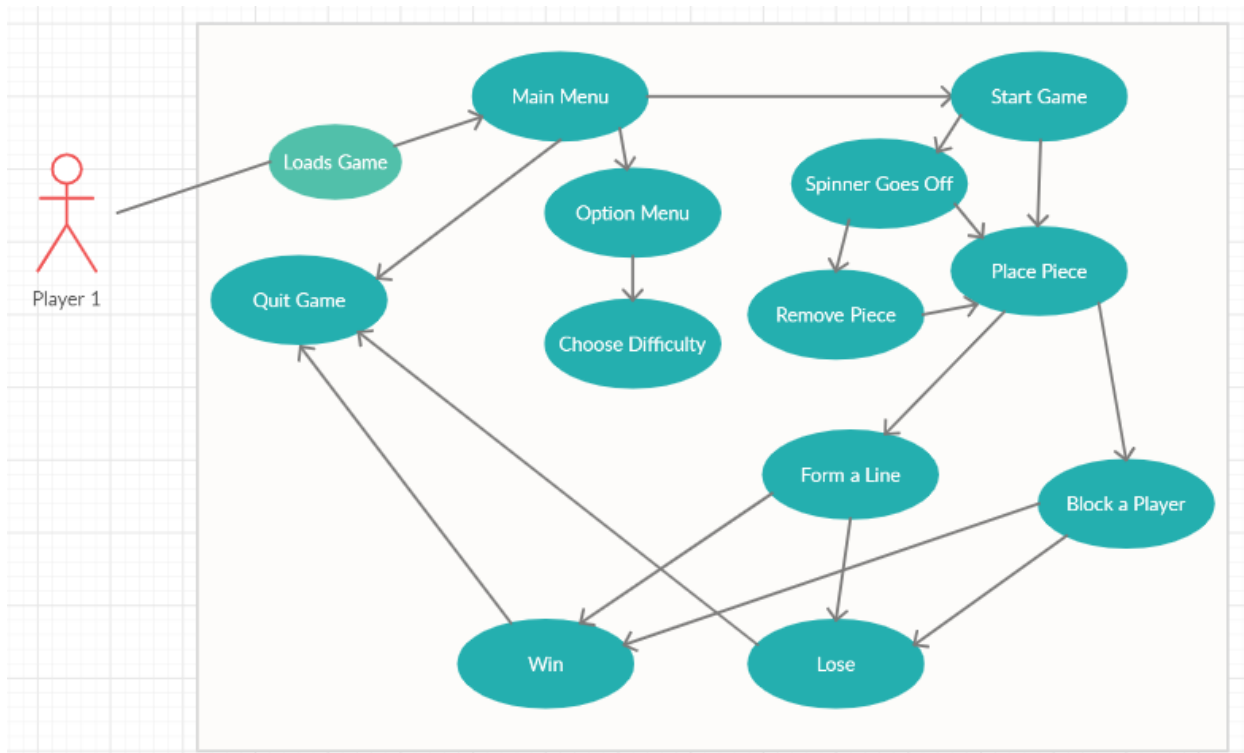 Main Menu
Start Game
Loads Game
Spinner Goes Off
Option Menu
Place Piece
Player 1
Quit Game
Remove Piece
Choose Difficulty
Form a Line
Block a Player
Win
Lose